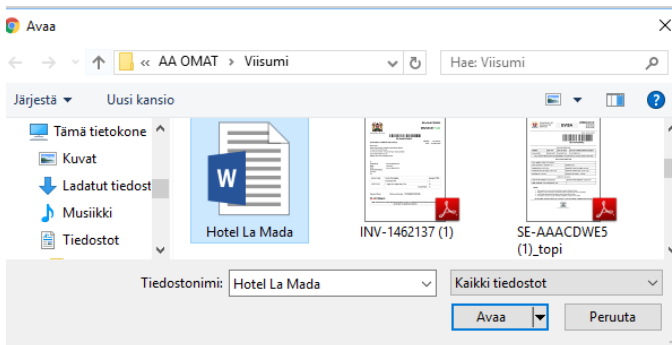 Avaa
« AA OMAT > Viisumi
Hae: Viisumi
Järjestä
Uusi kansio
Tämä tietokone
Kuvat
Ladatut tiedost
Musiikki
Tiedostot
W
Hotel La Mada
INV-1462137 (1)
SE-AAACDWE5
(1)_topi
Tiedostonimi: Hotel La Mada
Kaikki tiedostot
Avaa
Peruuta